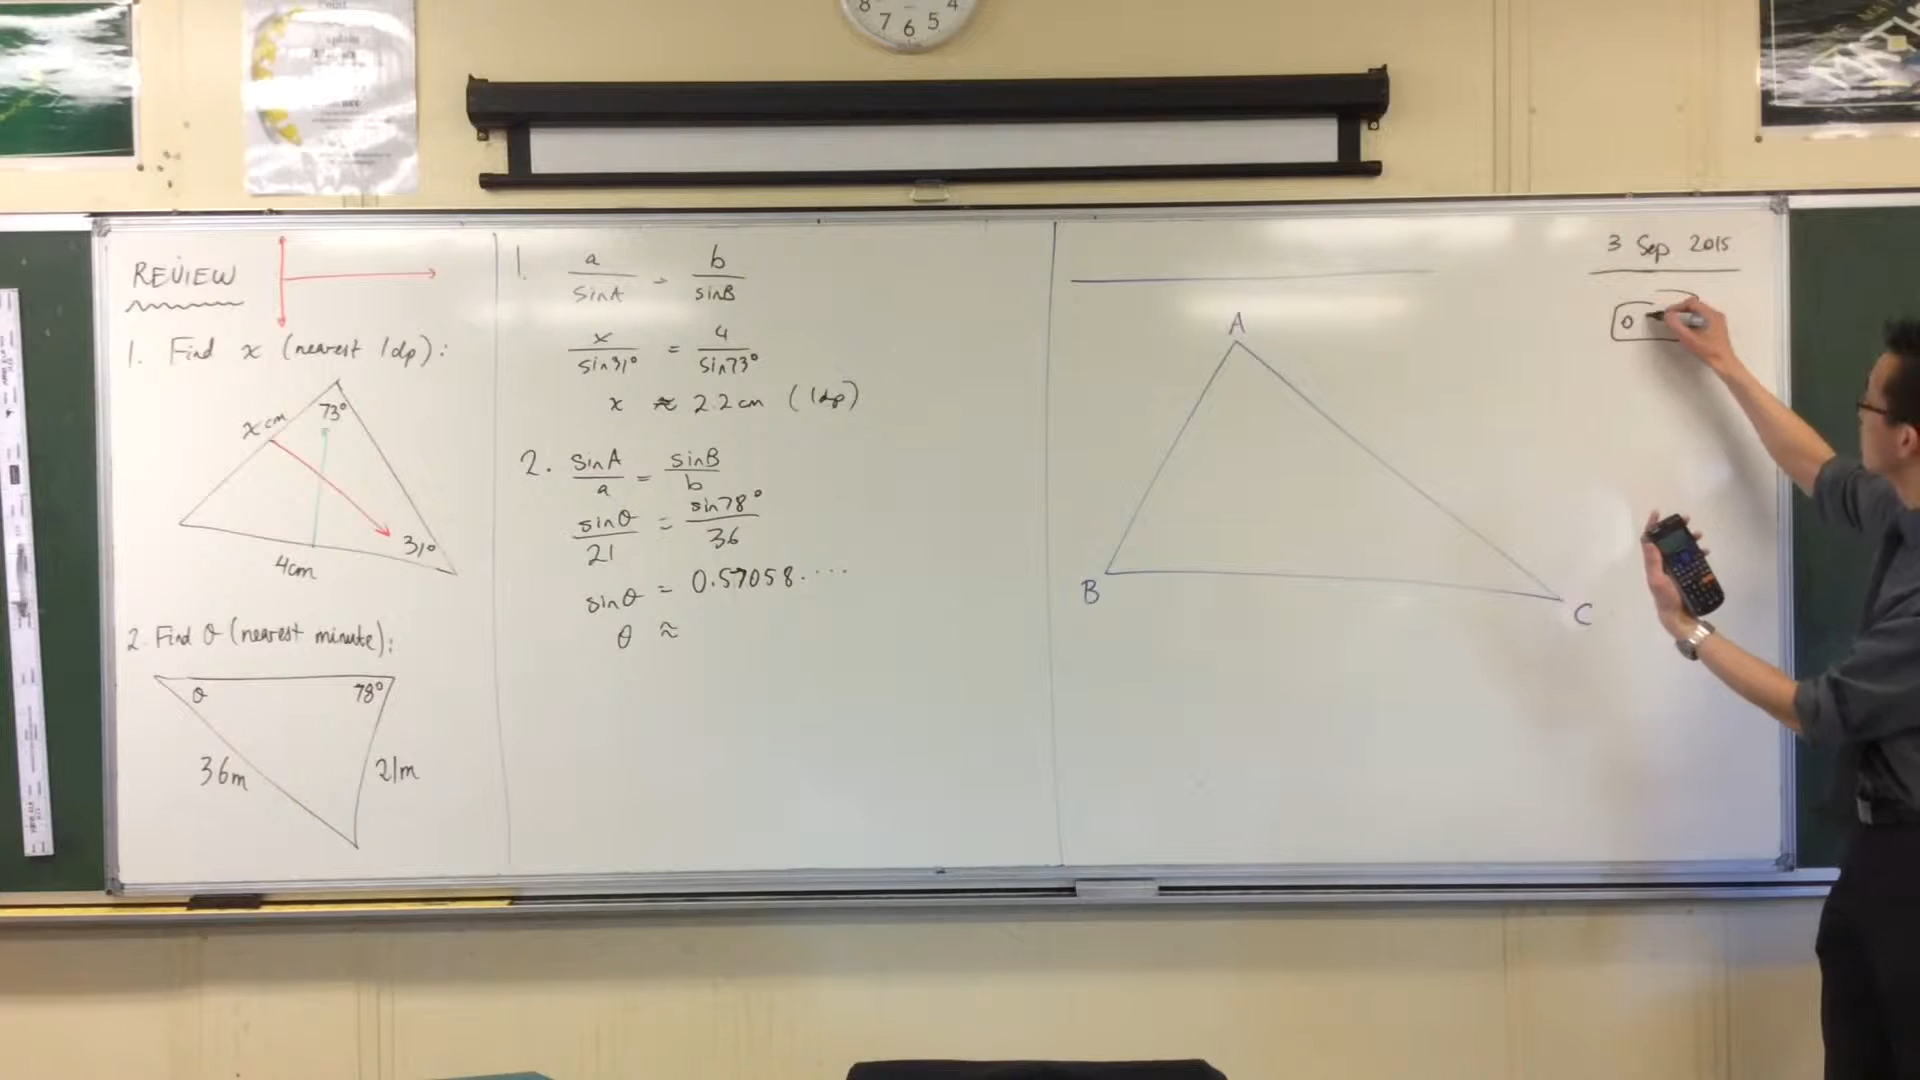 8 7 6 5 4
REVIEW
1. Find x (nearest 1dp):
x cm
73°
31°
4cm
2. Find θ (nearest minute):
θ
78°
36m
21m
1. a/sinA = b/sinB
x/sin31° = 4/sin73°
x ≈ 2.2cm (1dp)
2. sinA/a = sinB/b
sinθ/21 = sin78°/36
sinθ = 0.57058....
θ ≈
A
B
C
3 Sep 2015
0